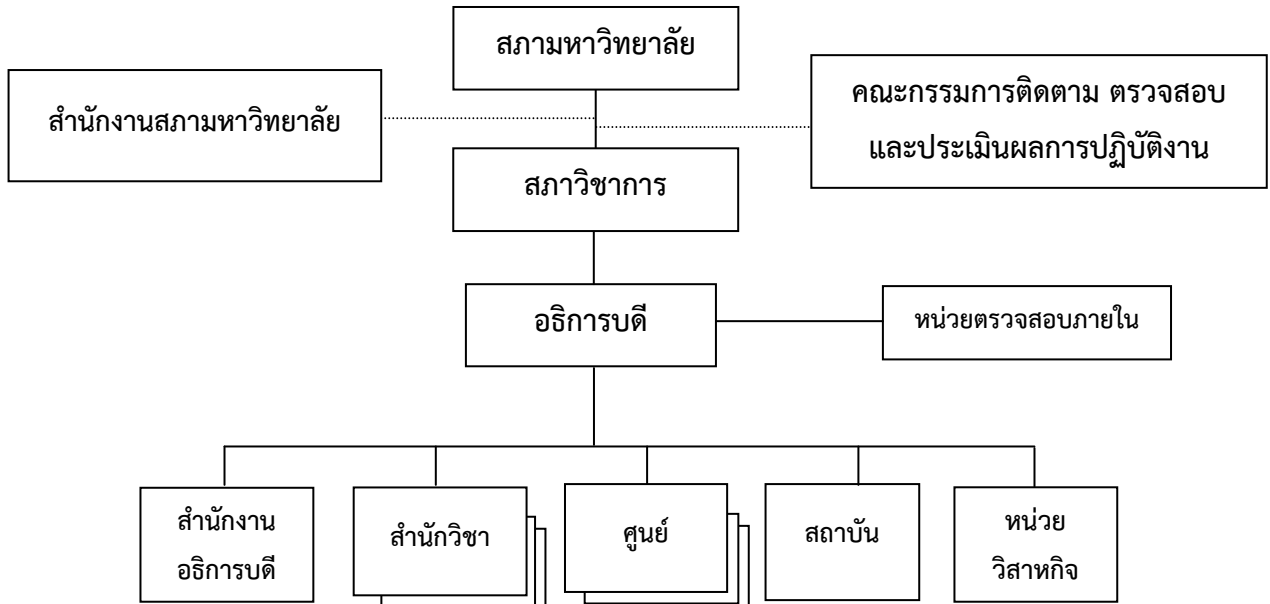 สภามหาวิทยาลัย
สำนักงานสภามหาวิทยาลัย
คณะกรรมการติดตาม ตรวจสอบ
และประเมินผลการปฏิบัติงาน
สภาวิชาการ
อธิการบดี
หน่วยตรวจสอบภายใน
สำนักงาน
อธิการบดี
สำนักวิชา
ศูนย์
สถาบัน
หน่วย
วิสาหกิจ